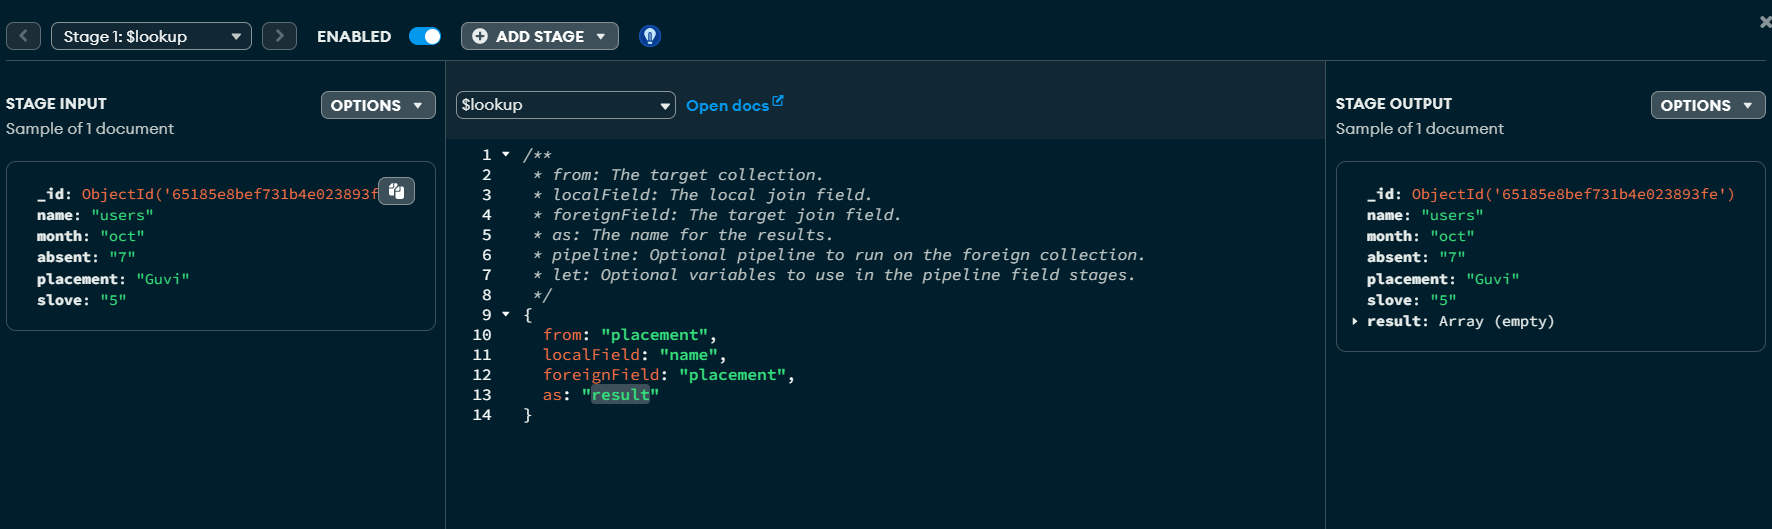 Stage 1: $lookup
ENABLED
ADD STAGE
STAGE INPUT
OPTIONS
Sample of 1 document
_id: ObjectId('65185e8bef731b4e023893f
name: "users"
month: "oct"
absent: "7"
placement: "Guvi"
slove: "5"
$lookup
Open docs
1 /**
2 * from: The target collection.
3 * localField: The local join field.
4 * foreignField: The target join field.
5 * as: The name for the results.
6 * pipeline: Optional pipeline to run on the foreign collection.
7 * let: Optional variables to use in the pipeline field stages.
8 */
9 {
10 from: "placement",
11 localField: "name",
12 foreignField: "placement",
13 as: "result"
14 }
STAGE OUTPUT
OPTIONS
Sample of 1 document
_id: ObjectId('65185e8bef731b4e023893fe')
name: "users"
month: "oct"
absent: "7"
placement: "Guvi"
slove: "5"
result: Array (empty)